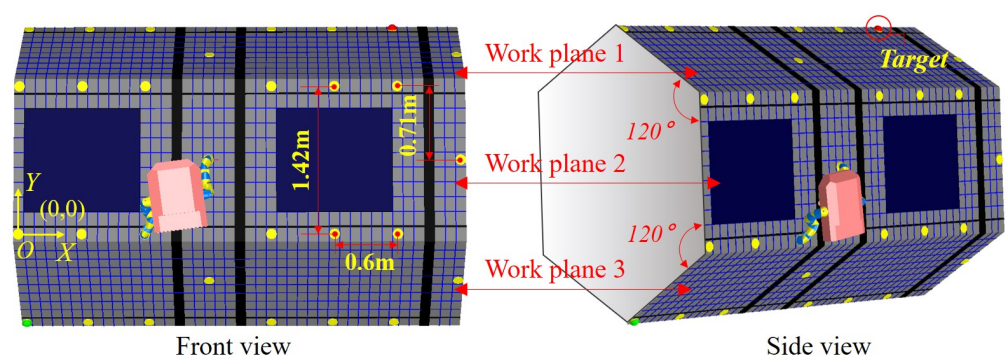 Work plane 1
Target
0.71m
120°
1.42m
Work plane 2
Y
(0,0)
O
X
120°
0.6m
Work plane 3
Front view
Side view